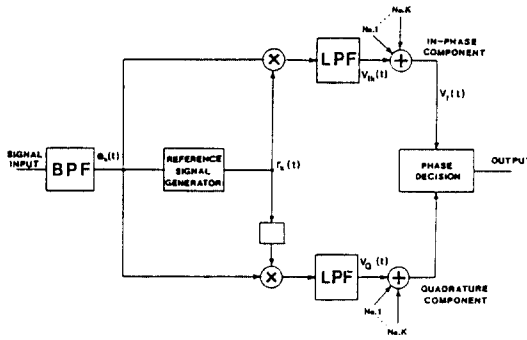 No.1
No.K
IN-PHASE
COMPONENT
LPF
V_Ik(t)
V_I(t)
SIGNAL
INPUT
BPF
e_k(t)
REFERENCE
SIGNAL
GENERATOR
r_k(t)
PHASE
DECISION
OUTPUT
LPF
V_Q(t)
QUADRATURE
COMPONENT
No.1
No.K